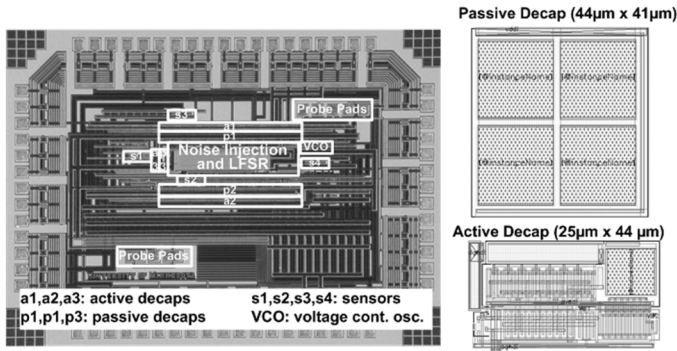 Passive Decap (44µm x 41µm)
vddl
Probe Pads
s3
a1
p1
Noise Injection
and LFSR
VCO
s1
s4
s2
p2
a2
Probe Pads
a1,a2,a3: active decaps
p1,p1,p3: passive decaps
s1,s2,s3,s4: sensors
VCO: voltage cont. osc.
Active Decap (25µm x 44 µm)